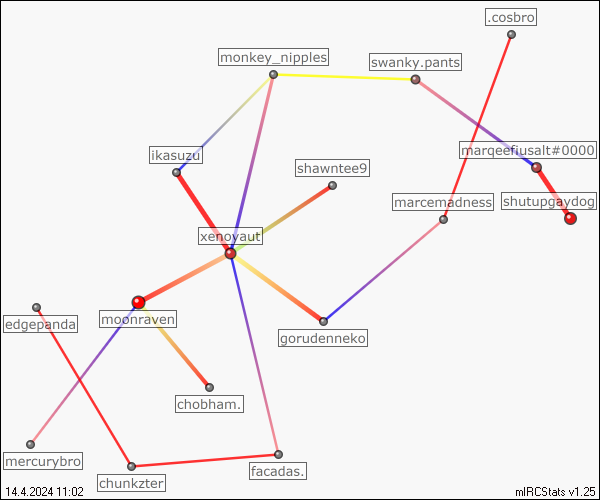 .cosbro
monkey_nipples
swanky.pants
ikasuzu
marqeefiusalt#0000
shawntee9
marcemadness
shutupgaydog
xenovaut
moonraven
edgepanda
gorudenneko
chobham.
mercurybro
facadas.
chunkzter
14.4.2024 11:02
mIRCStats v1.25